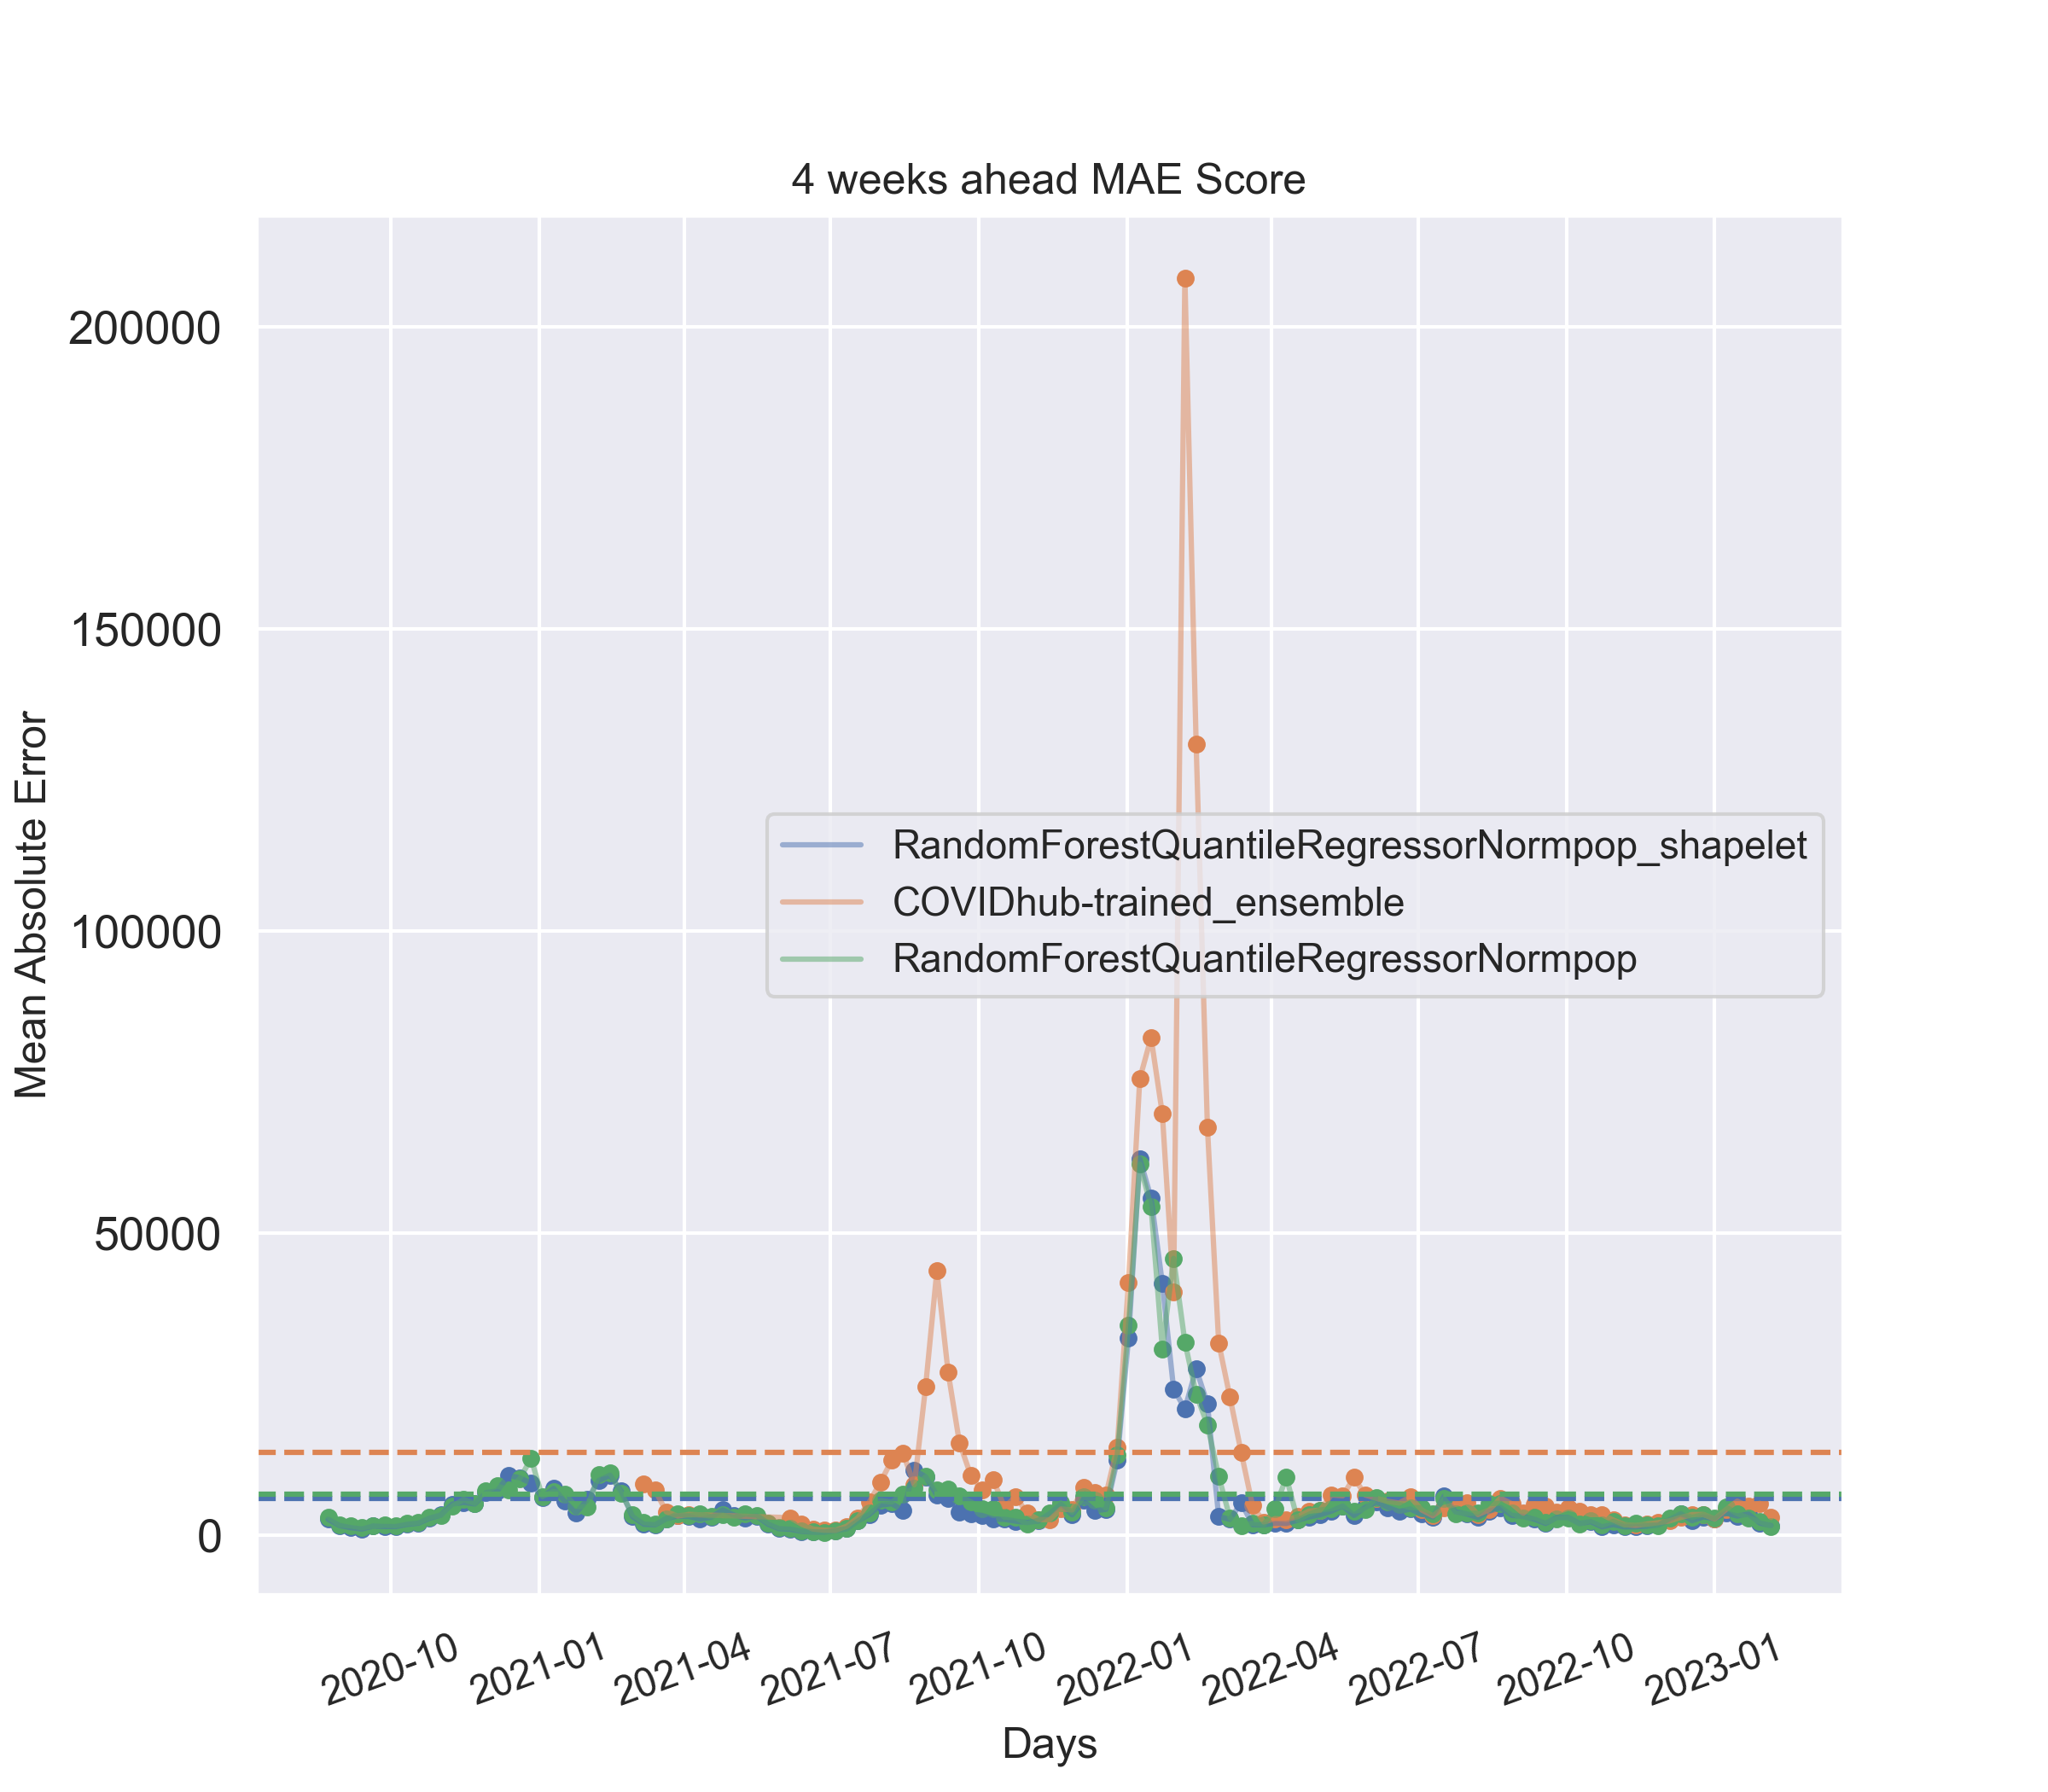 4 weeks ahead MAE Score
Mean Absolute Error
200000
150000
100000
50000
0
RandomForestQuantileRegressorNormpop_shapelet
COVIDhub-trained_ensemble
RandomForestQuantileRegressorNormpop
2020-10
2021-01
2021-04
2021-07
2021-10
2022-01
2022-04
2022-07
2022-10
2023-01
Days